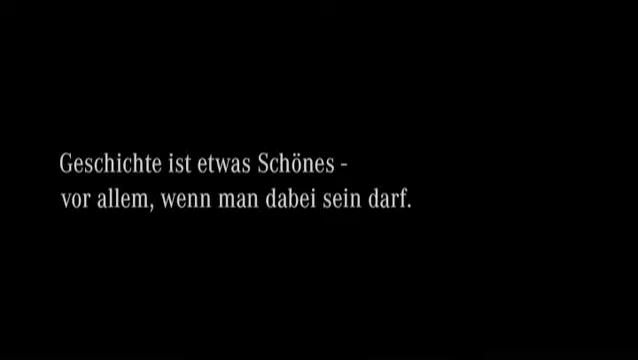 Geschichte ist etwas Schönes -
vor allem, wenn man dabei sein darf.